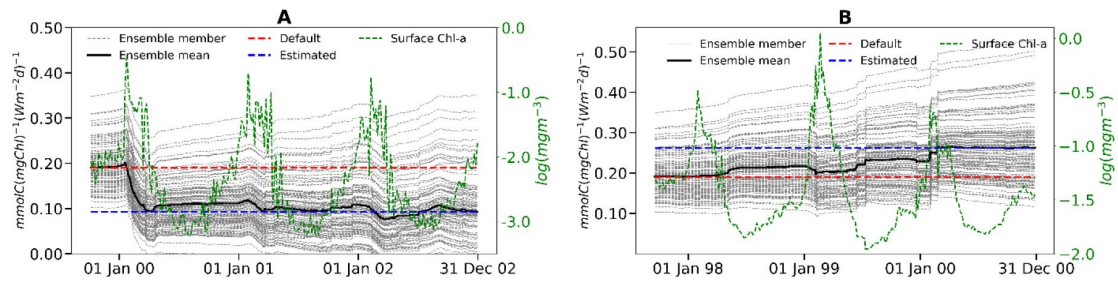 A
0.50
0.40
0.30
0.20
0.10
0.00
mmolC(mgChl)⁻¹(Wm⁻²d)⁻¹
Ensemble member
Ensemble mean
Default
Estimated
Surface Chl-a
0.0
-1.0
-2.0
-3.0
log(mgm⁻³)
01 Jan 00
01 Jan 01
01 Jan 02
31 Dec 02
B
0.50
0.40
0.30
0.20
0.10
mmolC(mgChl)⁻¹(Wm⁻²d)⁻¹
Ensemble member
Ensemble mean
Default
Estimated
Surface Chl-a
0.0
-0.5
-1.0
-1.5
-2.0
log(mgm⁻³)
01 Jan 98
01 Jan 99
01 Jan 00
31 Dec 00